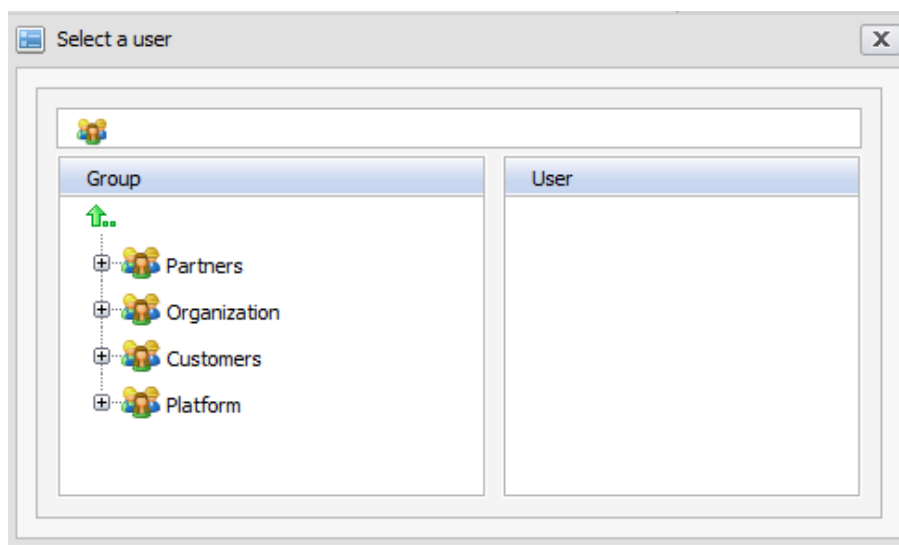 Select a user
X
Group
User
Partners
Organization
Customers
Platform